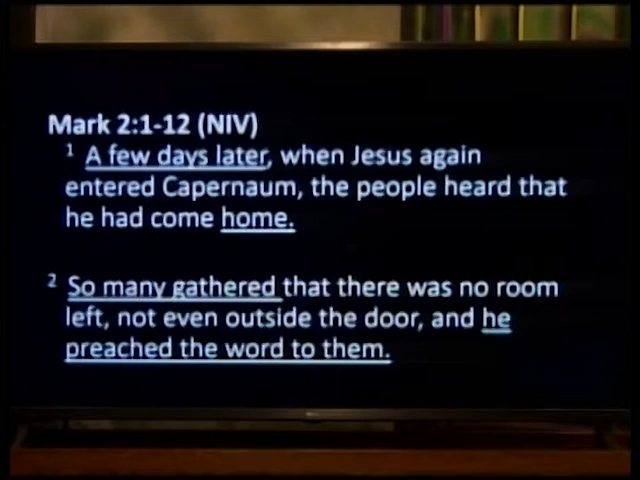 Mark 2:1-12 (NIV)
1 A few days later, when Jesus again
entered Capernaum, the people heard that
he had come home.
2 So many gathered that there was no room
left, not even outside the door, and he
preached the word to them.